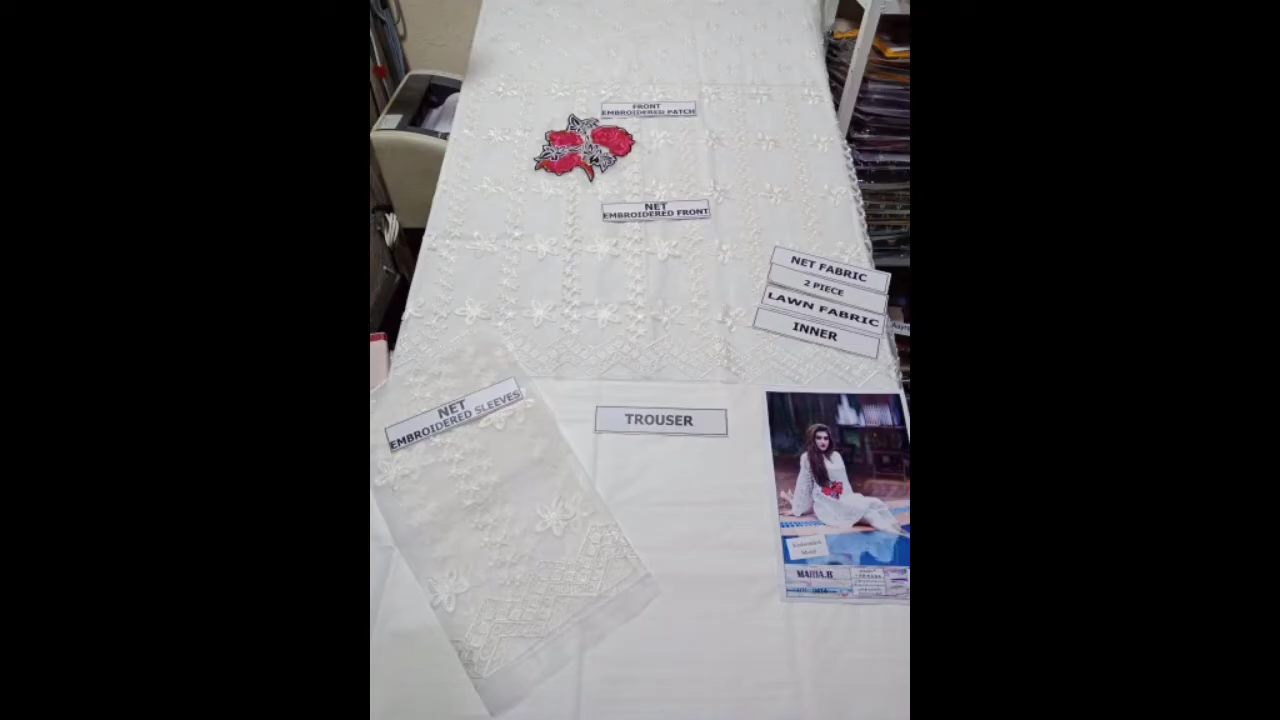 FRONT
EMBROIDERED PATCH
NET
EMBROIDERED FRONT
NET FABRIC
2 PIECE
LAWN FABRIC
INNER
NET
EMBROIDERED SLEEVES
TROUSER
MARIA.B